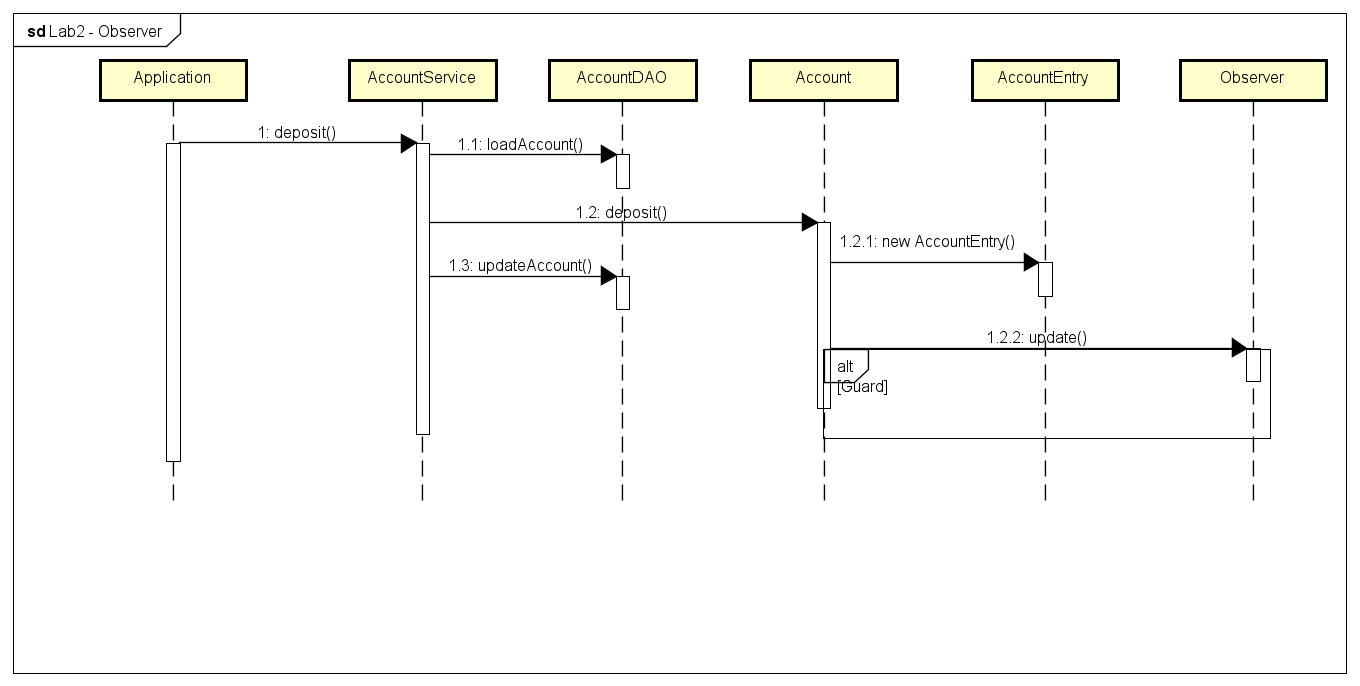 sd Lab2 - Observer
Application
AccountService
AccountDAO
Account
AccountEntry
Observer
1: deposit()
1.1: loadAccount()
1.2: deposit()
1.2.1: new AccountEntry()
1.3: updateAccount()
1.2.2: update()
alt
[Guard]